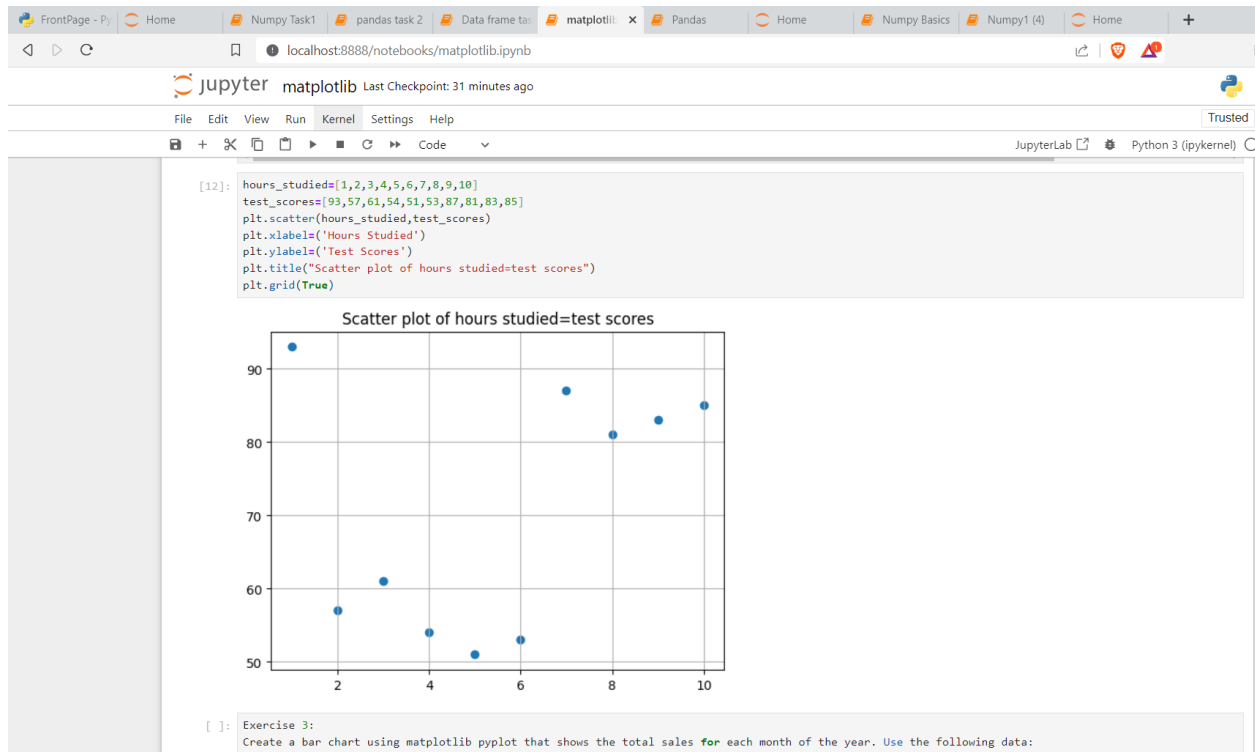 FrontPage - Py Home Numpy Task1 pandas task 2 Data frame tas matplotlib Pandas Home Numpy Basics Numpy1 (4) Home
localhost:8888/notebooks/matplotlib.ipynb
jupyter matplotlib Last Checkpoint: 31 minutes ago
File Edit View Run Kernel Settings Help Trusted
Code JupyterLab Python 3 (ipykernel)
[12]: hours_studied=[1,2,3,4,5,6,7,8,9,10]
test_scores=[93,57,61,54,51,53,87,81,83,85]
plt.scatter(hours_studied,test_scores)
plt.xlabel=('Hours Studied')
plt.ylabel=('Test Scores')
plt.title("Scatter plot of hours studied=test scores")
plt.grid(True)
Scatter plot of hours studied=test scores
90
80
70
60
50
2 4 6 8 10
[ ]: Exercise 3:
Create a bar chart using matplotlib pyplot that shows the total sales for each month of the year. Use the following data: